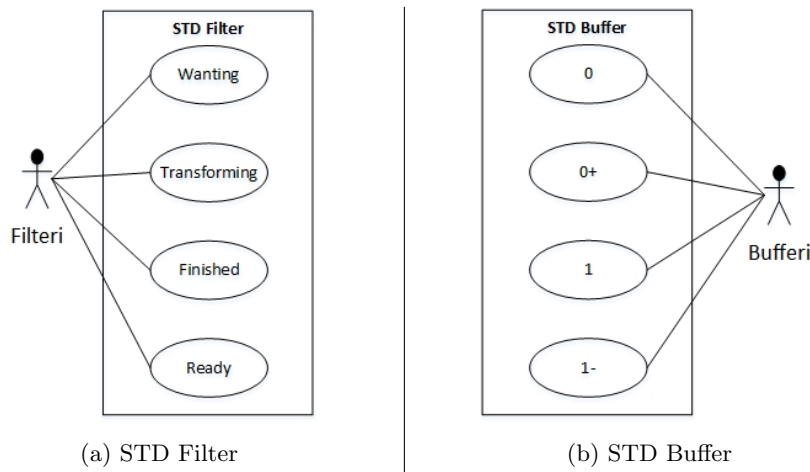 STD Filter
Wanting
Transforming
Finished
Ready
Filteri
(a) STD Filter
STD Buffer
0
0+
1
1-
Bufferi
(b) STD Buffer